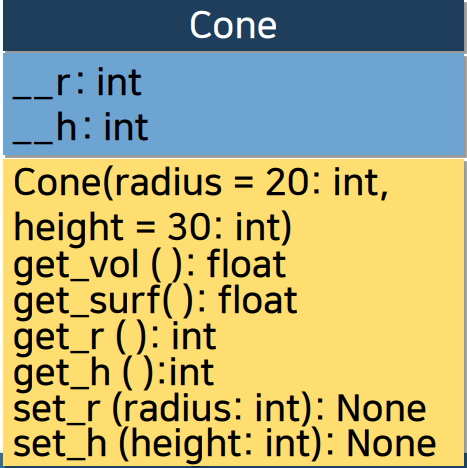 Cone
__r: int
__h: int
Cone(radius = 20: int,
height = 30: int)
get_vol ( ): float
get_surf( ): float
get_r ( ): int
get_h ( ):int
set_r (radius: int): None
set_h (height: int): None